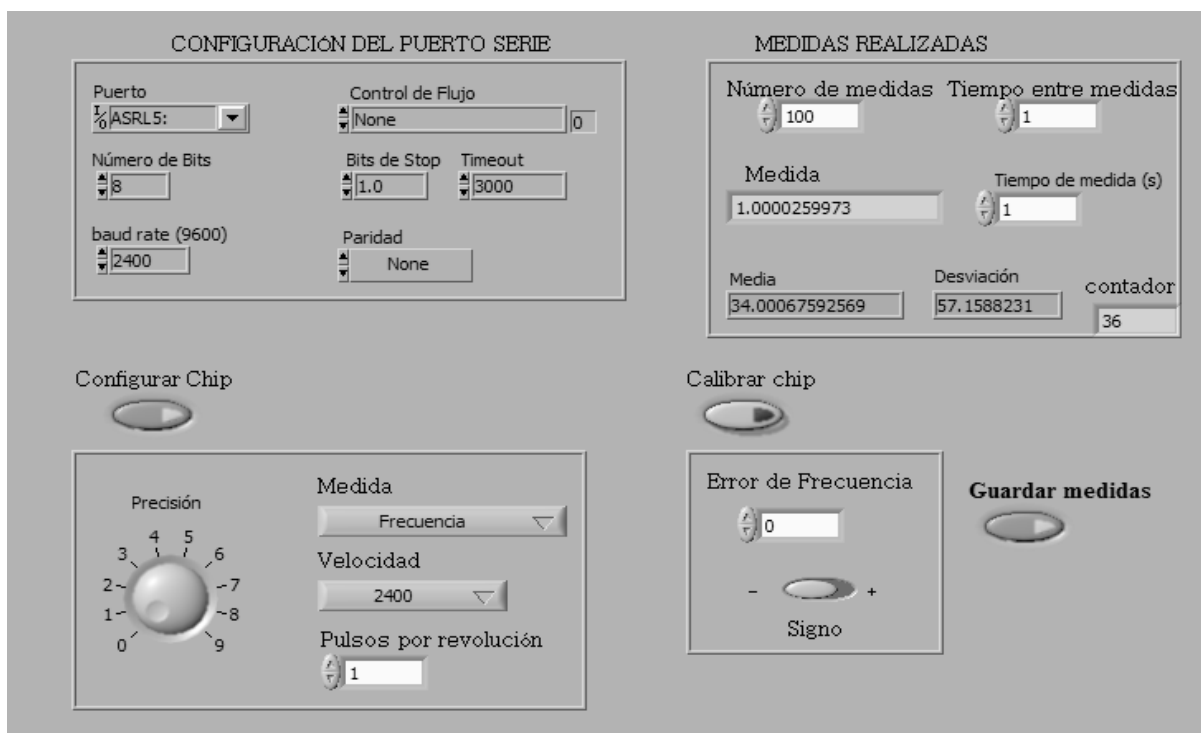 CONFIGURACIÓN DEL PUERTO SERIE
Puerto
ASRL5:
Control de Flujo
None
0
Número de Bits
8
Bits de Stop
1.0
Timeout
3000
baud rate (9600)
2400
Paridad
None
MEDIDAS REALIZADAS
Número de medidas
100
Tiempo entre medidas
1
Medida
1.0000259973
Tiempo de medida (s)
1
Media
34.00067592569
Desviación
57.1588231
contador
36
Configurar Chip
Precisión
0
1
2
3
4
5
6
7
8
9
Medida
Frecuencia
Velocidad
2400
Pulsos por revolución
1
Calibrar chip
Error de Frecuencia
0
- +
Signo
Guardar medidas